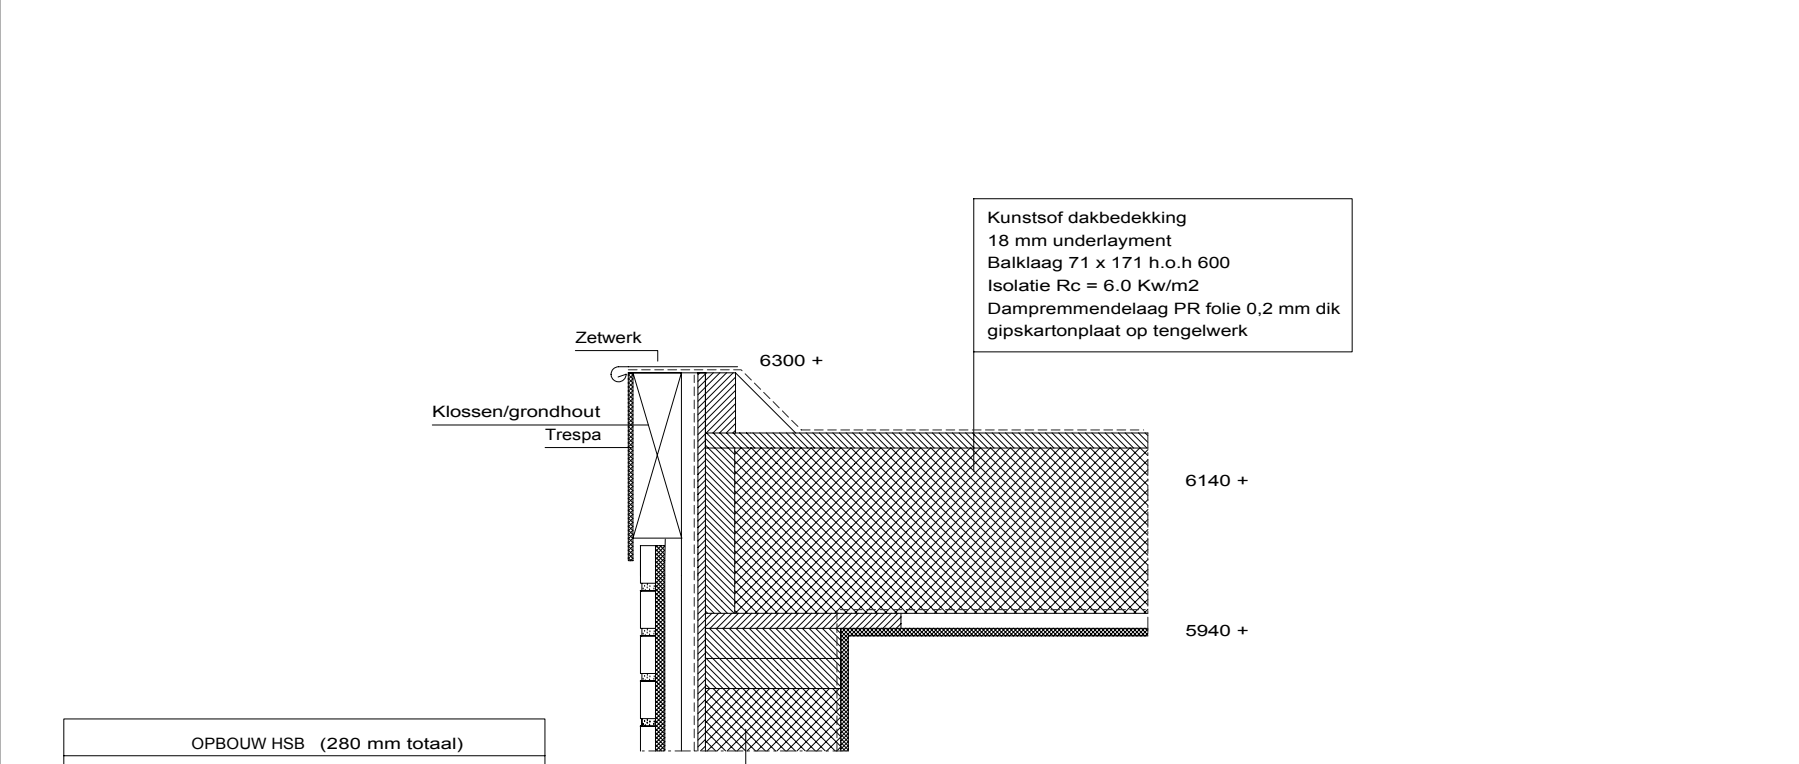 Kunstsof dakbedekking
18 mm underlayment
Balklaag 71 x 171 h.o.h 600
Isolatie Rc = 6.0 Kw/m2
Dampremmendelaag PR folie 0,2 mm dik
gipskartonplaat op tengelwerk
Zetwerk
6300 +
Klossen/grondhout
Trespa
6140 +
5940 +
OPBOUW HSB (280 mm totaal)